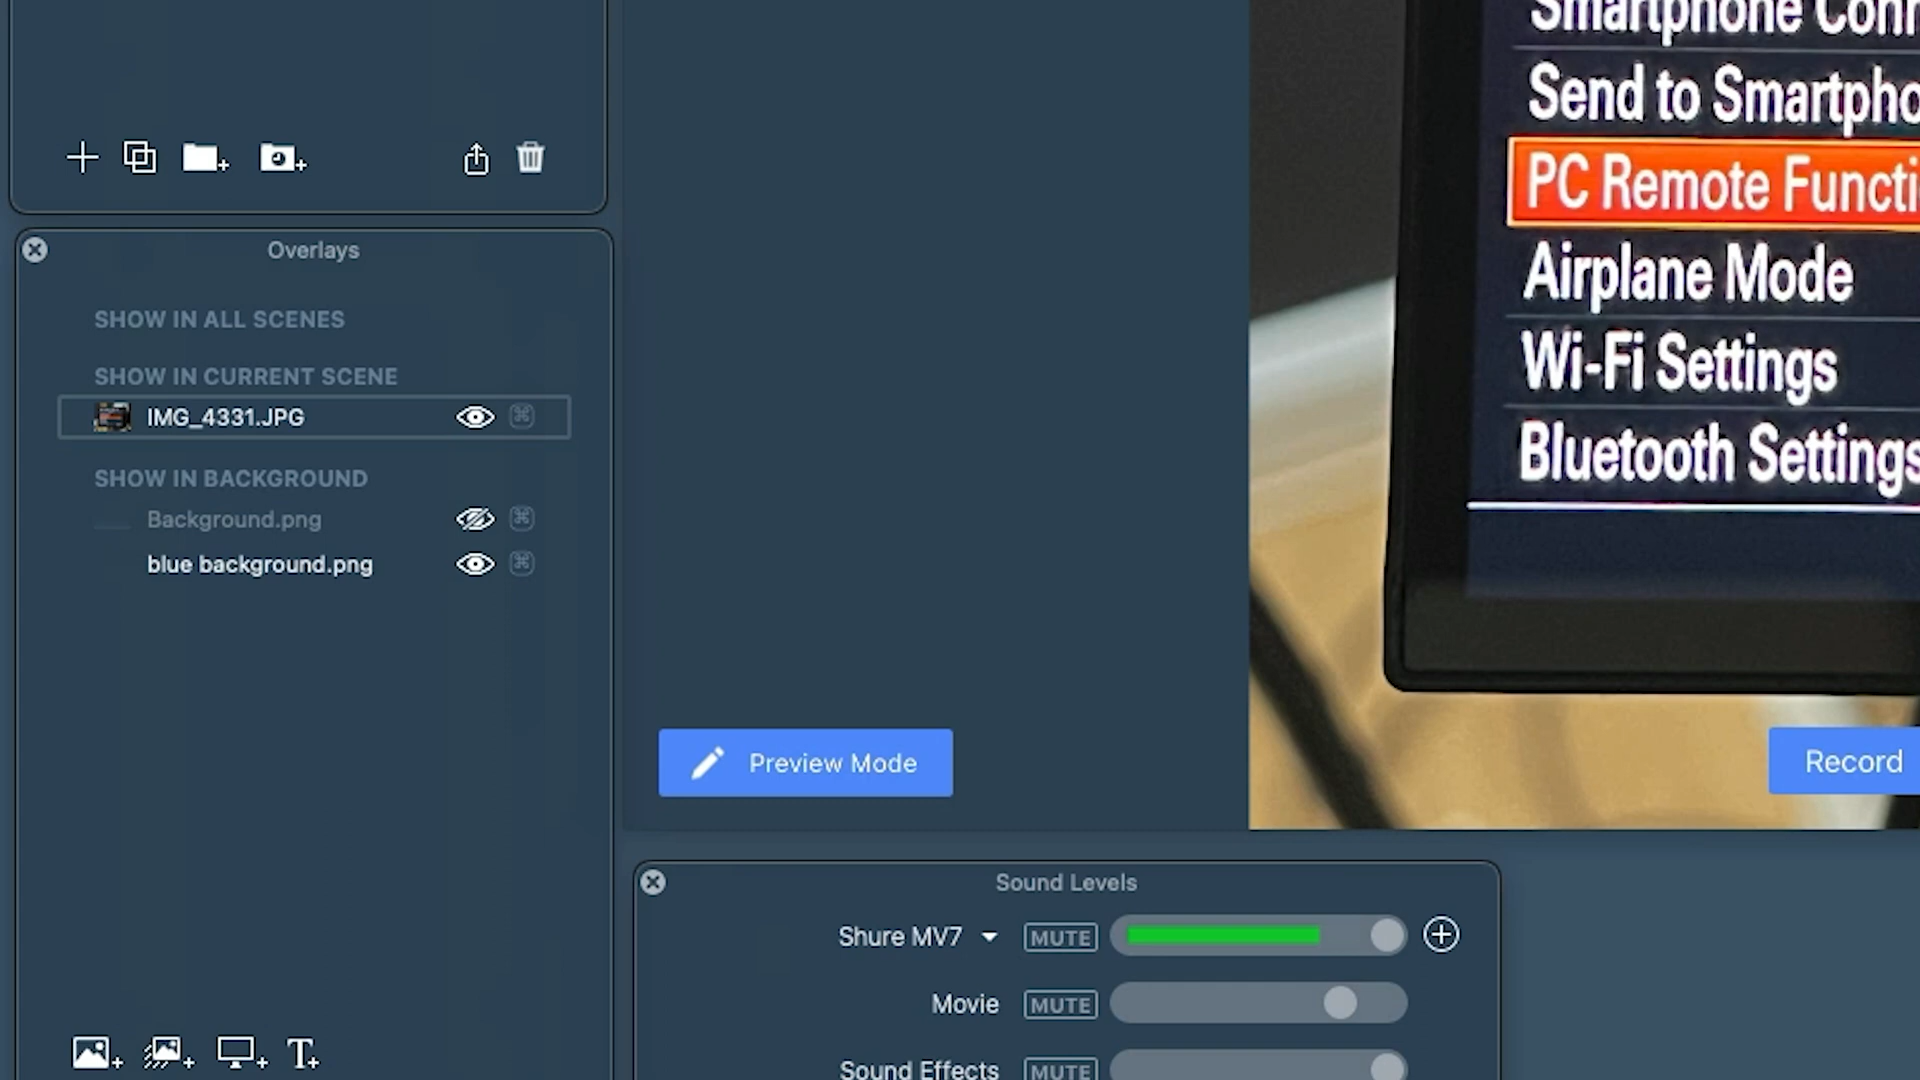 Smartphone Conn
Send to Smartpho
PC Remote Functi
Airplane Mode
Wi-Fi Settings
Bluetooth Settings
Overlays
SHOW IN ALL SCENES
SHOW IN CURRENT SCENE
IMG_4331.JPG
SHOW IN BACKGROUND
Background.png
blue background.png
Preview Mode
Record
Sound Levels
Shure MV7 MUTE
Movie MUTE
Sound Effects MUTE